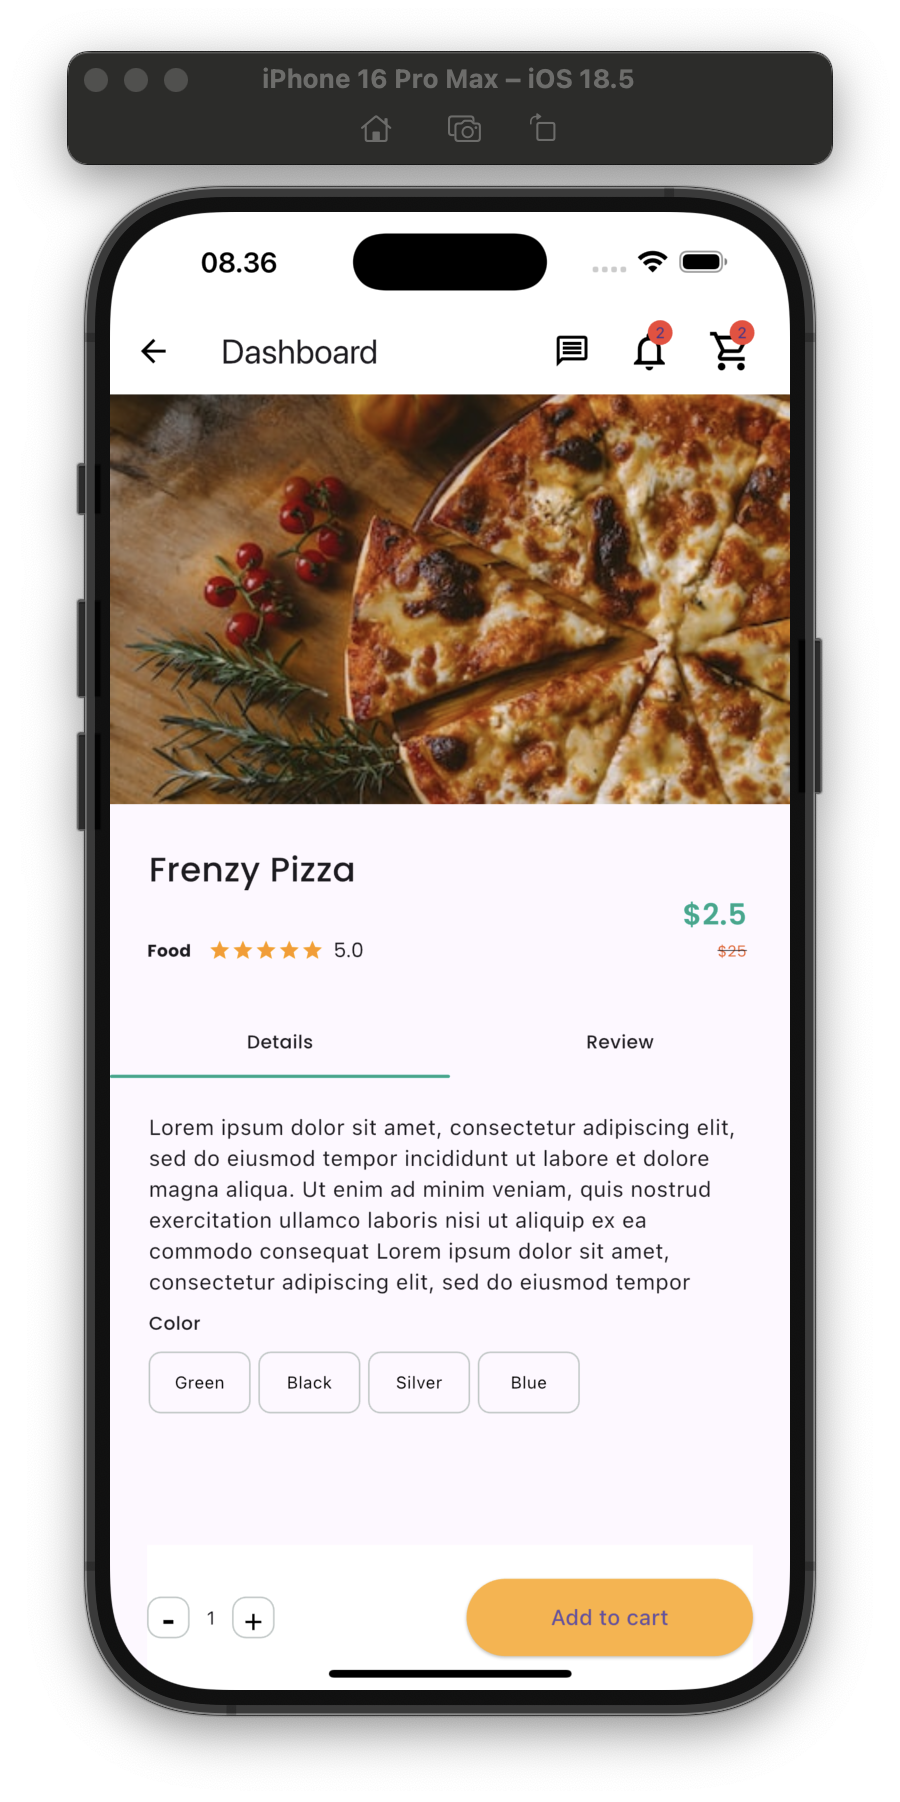 iPhone 16 Pro Max – iOS 18.5
08.36
Dashboard
2
2
Frenzy Pizza
$2.5
Food 5.0
$25
Details Review
Lorem ipsum dolor sit amet, consectetur adipiscing elit,
sed do eiusmod tempor incididunt ut labore et dolore
magna aliqua. Ut enim ad minim veniam, quis nostrud
exercitation ullamco laboris nisi ut aliquip ex ea
commodo consequat Lorem ipsum dolor sit amet,
consectetur adipiscing elit, sed do eiusmod tempor
Color
Green Black Silver Blue
- 1 + Add to cart